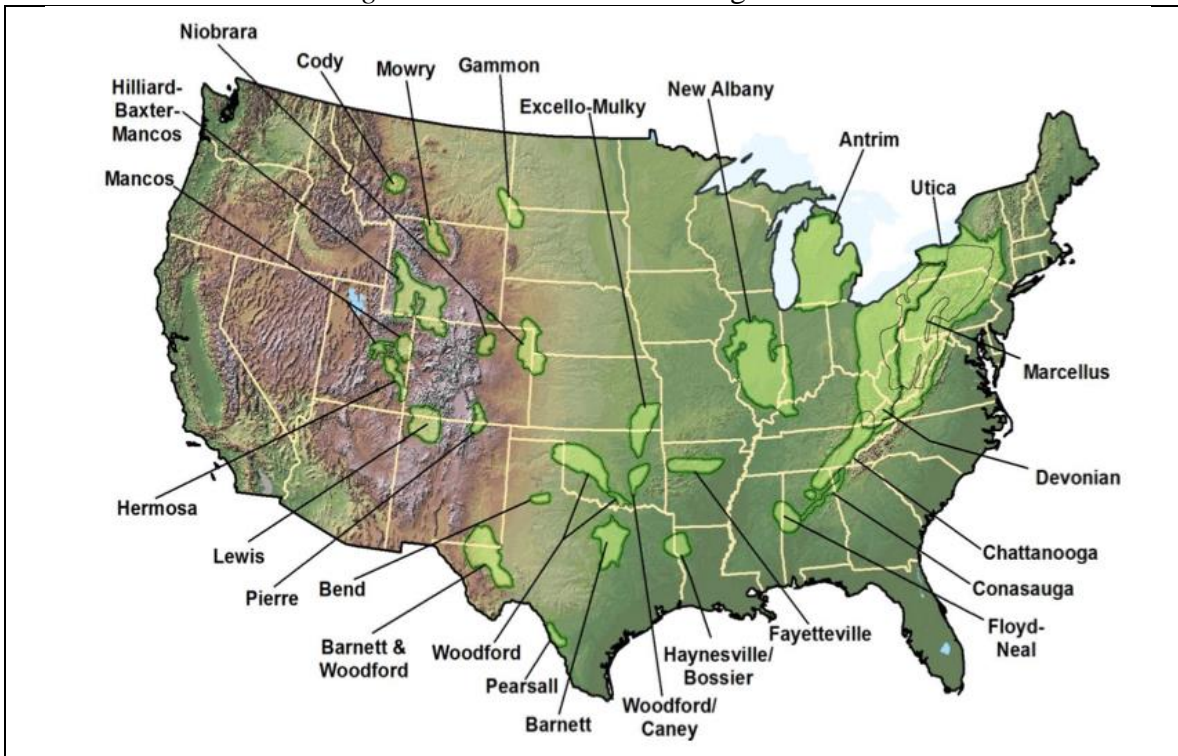 Niobrara
Cody
Mowry
Gammon
Hilliard-
Baxter-
Mancos
Excello-Mulky
New Albany
Antrim
Mancos
Utica
Marcellus
Devonian
Hermosa
Lewis
Pierre
Bend
Chattanooga
Conasauga
Floyd-
Neal
Barnett &
Woodford
Woodford
Pearsall
Barnett
Woodford/
Caney
Haynesville/
Bossier
Fayetteville